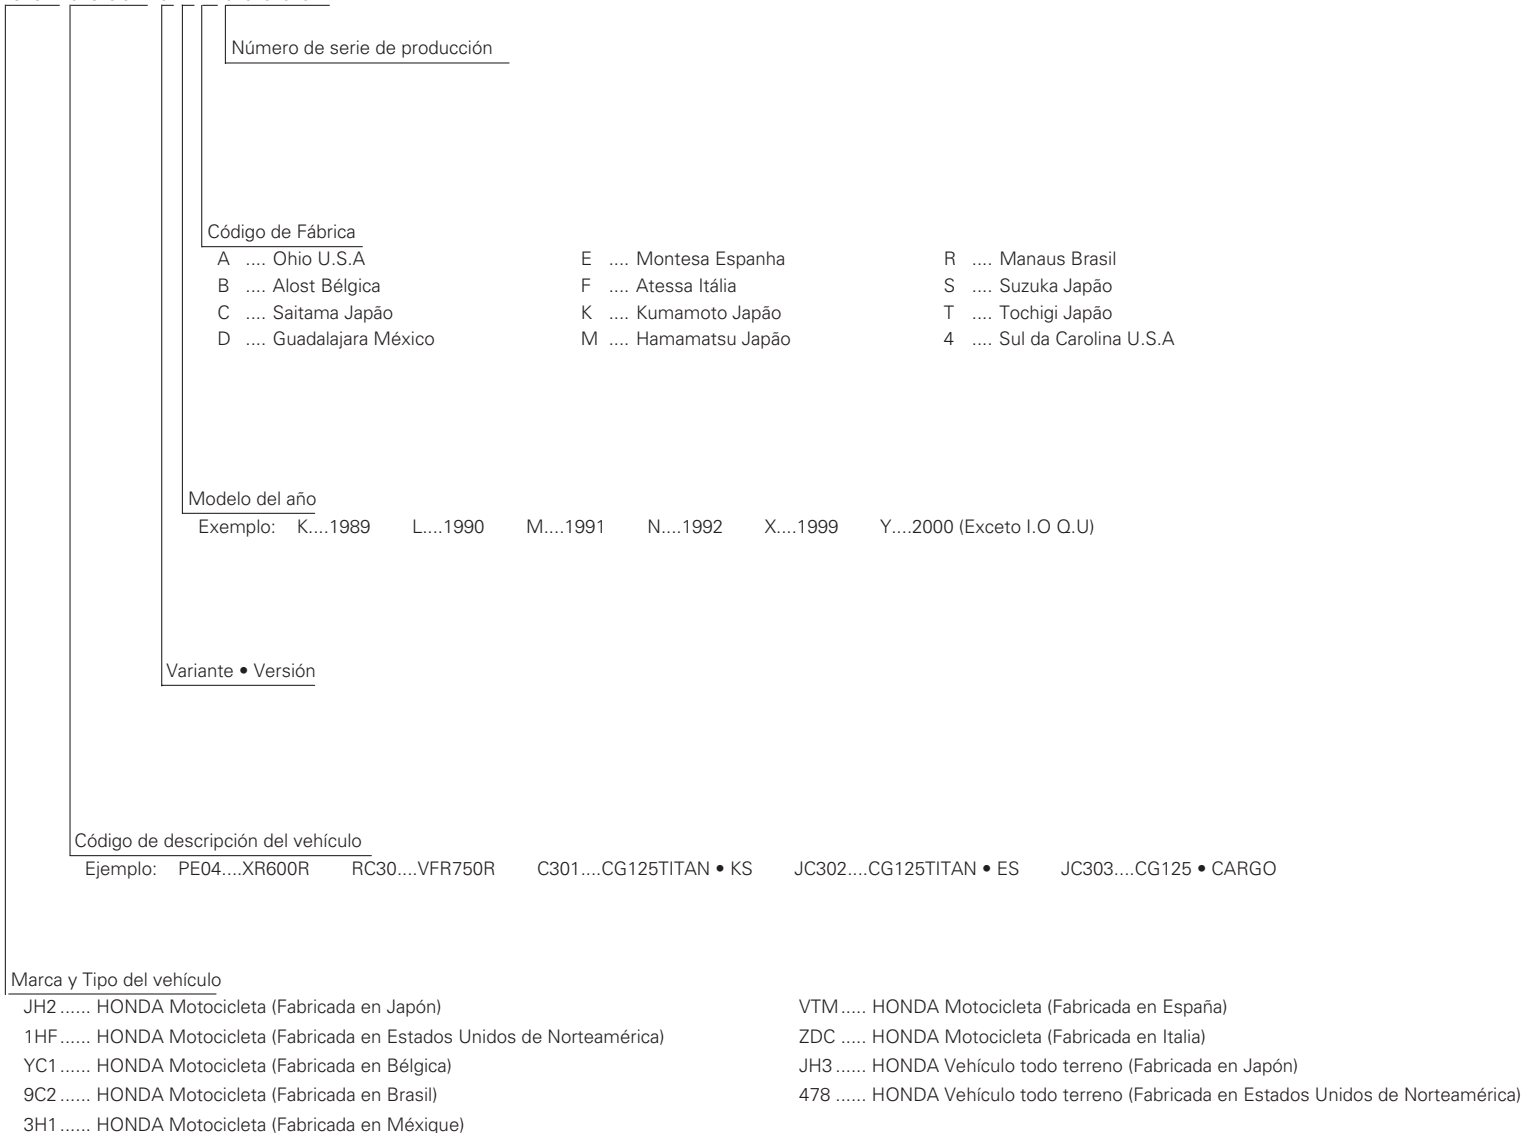 Número de serie de producción
Código de Fábrica
A .... Ohio U.S.A E .... Montesa Espanha R .... Manaus Brasil
B .... Alost Bélgica F .... Atessa Itália S .... Suzuka Japão
C .... Saitama Japão K .... Kumamoto Japão T .... Tochigi Japão
D .... Guadalajara México M .... Hamamatsu Japão 4 .... Sul da Carolina U.S.A
Modelo del año
Exemplo: K....1989 L....1990 M....1991 N....1992 X....1999 Y....2000 (Exceto I.O Q.U)
Variante • Versión
Código de descripción del vehículo
Ejemplo: PE04....XR600R RC30....VFR750R C301....CG125TITAN • KS JC302....CG125TITAN • ES JC303....CG125 • CARGO
Marca y Tipo del vehículo
JH2 ...... HONDA Motocicleta (Fabricada en Japón) VTM ..... HONDA Motocicleta (Fabricada en España)
1HF ...... HONDA Motocicleta (Fabricada en Estados Unidos de Norteamérica) ZDC ..... HONDA Motocicleta (Fabricada en Italia)
YC1 ...... HONDA Motocicleta (Fabricada en Bélgica) JH3 ...... HONDA Vehículo todo terreno (Fabricada en Japón)
9C2 ...... HONDA Motocicleta (Fabricada en Brasil) 478 ...... HONDA Vehículo todo terreno (Fabricada en Estados Unidos de Norteamérica)
3H1 ...... HONDA Motocicleta (Fabricada en Méxique)